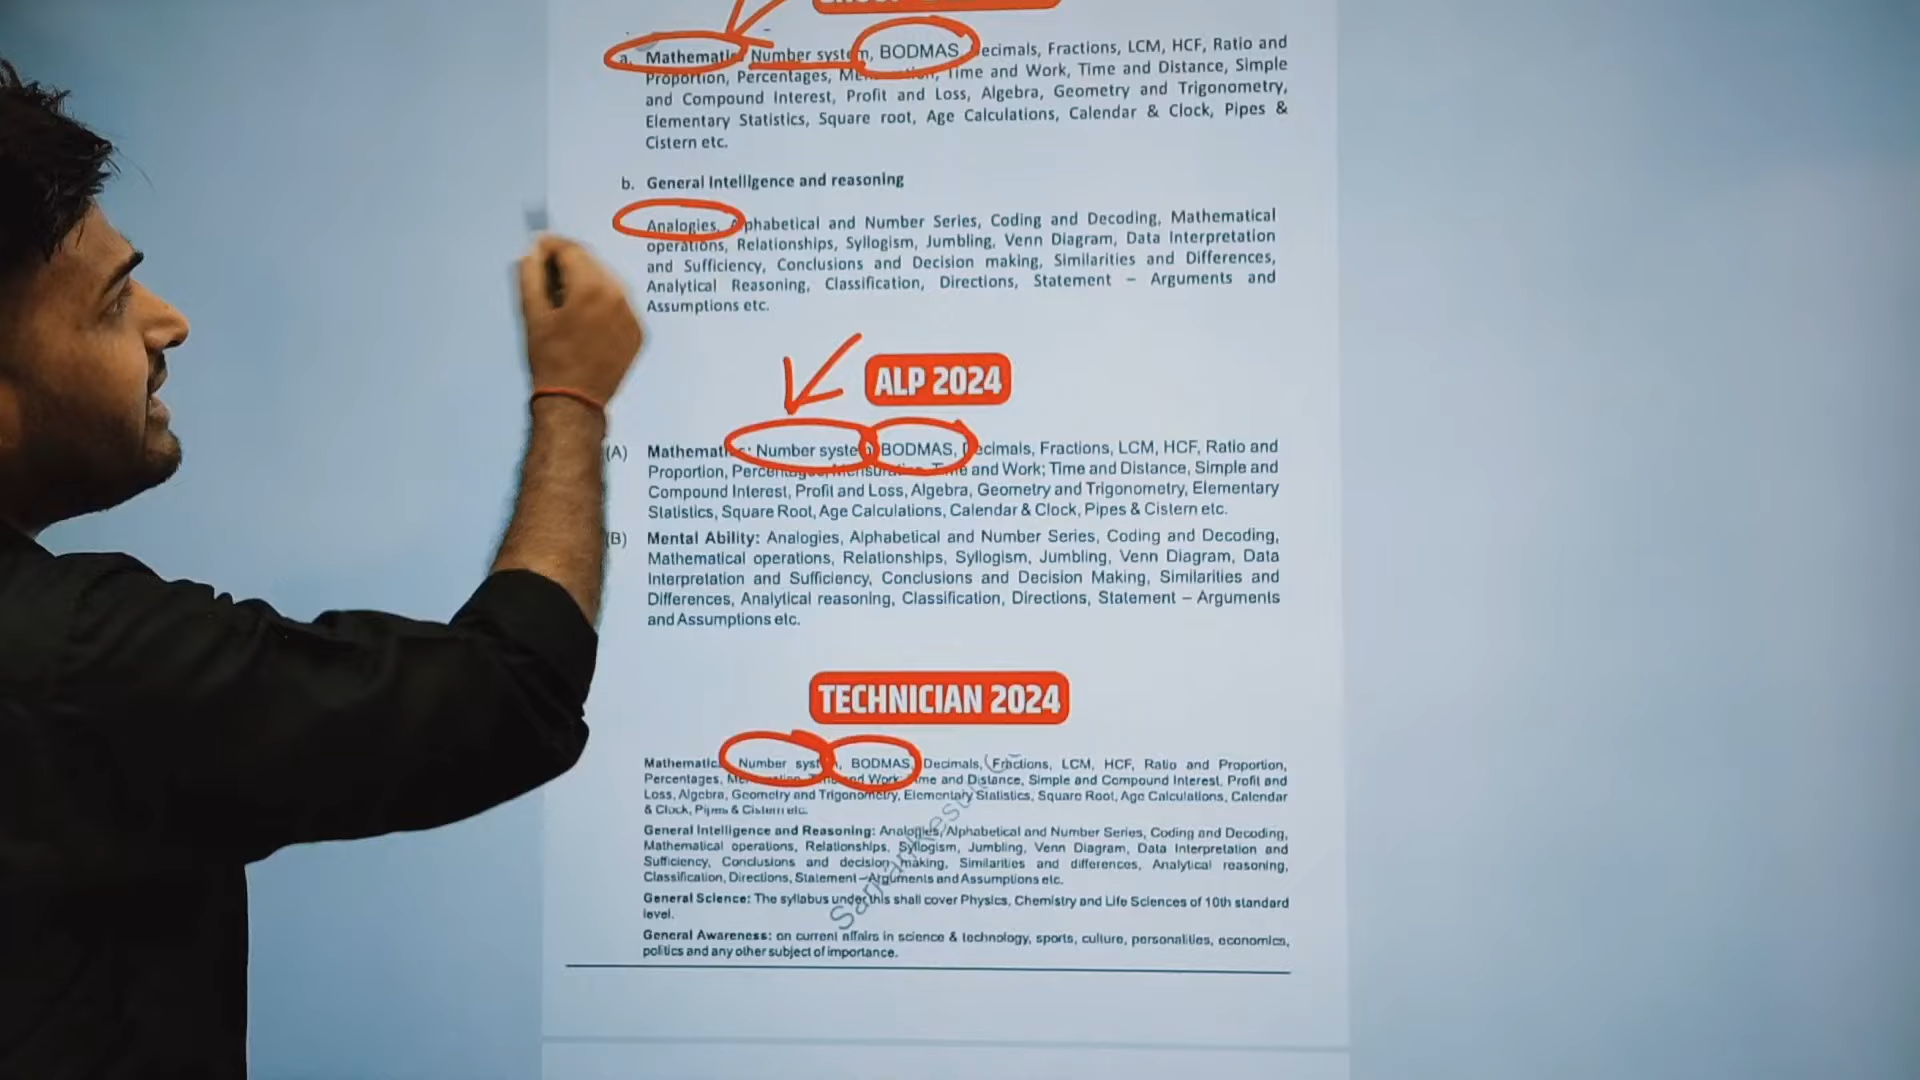 a. Mathematics Number system, BODMAS, Decimals, Fractions, LCM, HCF, Ratio and
Proportion, Percentages, Mensuration, Time and Work, Time and Distance, Simple
and Compound Interest, Profit and Loss, Algebra, Geometry and Trigonometry,
Elementary Statistics, Square root, Age Calculations, Calendar & Clock, Pipes &
Cistern etc.
b. General Intelligence and reasoning
Analogies, Alphabetical and Number Series, Coding and Decoding, Mathematical
operations, Relationships, Syllogism, Jumbling, Venn Diagram, Data Interpretation
and Sufficiency, Conclusions and Decision making, Similarities and Differences,
Analytical Reasoning, Classification, Directions, Statement – Arguments and
Assumptions etc.
ALP 2024
(A) Mathematics: Number system, BODMAS, Decimals, Fractions, LCM, HCF, Ratio and
Proportion, Percentages, Mensuration, Time and Work; Time and Distance, Simple and
Compound Interest, Profit and Loss, Algebra, Geometry and Trigonometry, Elementary
Statistics, Square Root, Age Calculations, Calendar & Clock, Pipes & Cistern etc.
(B) Mental Ability: Analogies, Alphabetical and Number Series, Coding and Decoding,
Mathematical operations, Relationships, Syllogism, Jumbling, Venn Diagram, Data
Interpretation and Sufficiency, Conclusions and Decision Making, Similarities and
Differences, Analytical reasoning, Classification, Directions, Statement – Arguments
and Assumptions etc.
TECHNICIAN 2024
Mathematics: Number system, BODMAS, Decimals, Fractions, LCM, HCF, Ratio and Proportion,
Percentages, Mensuration, Time and Work; Time and Distance, Simple and Compound Interest, Profit and
Loss, Algebra, Geometry and Trigonometry, Elementary Statistics, Square Root, Age Calculations, Calendar
& Clock, Pipes & Cistern etc.
General Intelligence and Reasoning: Analogies, Alphabetical and Number Series, Coding and Decoding,
Mathematical operations, Relationships, Syllogism, Jumbling, Venn Diagram, Data Interpretation and
Sufficiency, Conclusions and decision making, Similarities and differences, Analytical reasoning,
Classification, Directions, Statement – Arguments and Assumptions etc.
General Science: The syllabus under this shall cover Physics, Chemistry and Life Sciences of 10th standard
level.
General Awareness: on current affairs in science & technology, sports, culture, personalities, economics,
politics and any other subject of importance.